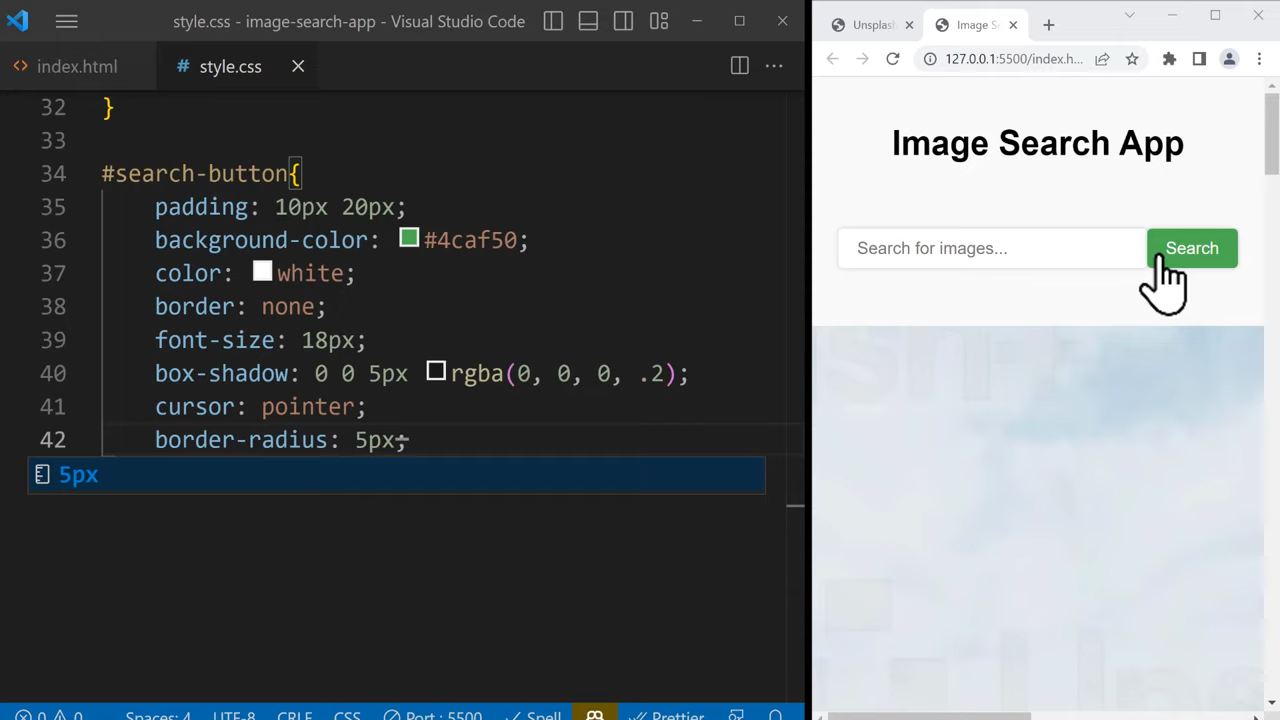 style.css - image-search-app - Visual Studio Code
index.html
# style.css
32 }
33
34 #search-button{
35 padding: 10px 20px;
36 background-color: #4caf50;
37 color: white;
38 border: none;
39 font-size: 18px;
40 box-shadow: 0 0 5px rgba(0, 0, 0, .2);
41 cursor: pointer;
42 border-radius: 5px;
5px
0 0 Spaces: 4 UTF-8 CRLF CSS Port : 5500 Spell Prettier
Unsplash
Image S
127.0.0.1:5500/index.h...
Image Search App
Search for images...
Search